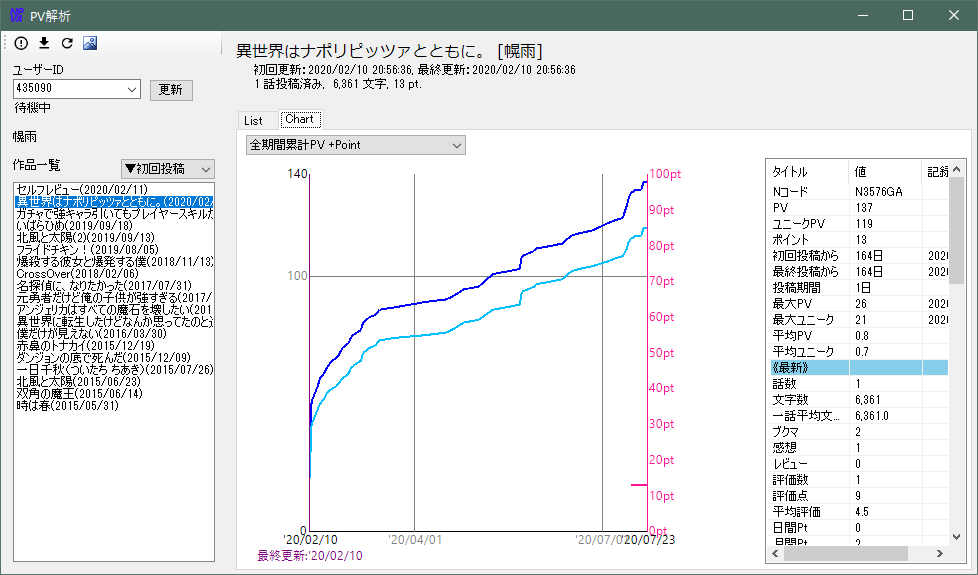 PV解析
ユーザーID
435090
更新
待機中
幌雨
作品一覧
▼初回投稿
セルフレビュー(2020/02/11)
異世界はナポリピッツァとともに。(2020/02/
ガチャで強キャラ引いてもプレイヤースキルが
いばらひめ(2019/09/18)
北風と太陽(2)(2019/09/13)
フライドチキン！(2019/08/05)
爆殺する彼女と爆発する僕(2018/11/13)
CrossOver(2018/02/06)
名探偵に、なりたかった(2017/07/31)
元勇者だけど俺の子供が強すぎる(2017/
アンジェリカはすべての魔石を壊したい(201
異世界に転生したけどなんか思ってたのと
僕だけが見えない(2016/03/30)
赤鼻のトナカイ(2015/12/19)
ダンジョンの底で死んだ(2015/12/09)
一日千秋(ついたち ちあき)(2015/07/26)
北風と太陽(2015/06/23)
双角の魔王(2015/06/14)
時は春(2015/05/31)
異世界はナポリピッツァとともに。 [幌雨]
初回更新：2020/02/10 20:56:36, 最終更新：2020/02/10 20:56:36
1 話投稿済み, 6,361 文字, 13 pt.
List
Chart
全期間累計PV +Point
140
100
0
100pt
90pt
80pt
70pt
60pt
50pt
40pt
30pt
20pt
10pt
0pt
'20/02/10
'20/04/01
'20/07/0
'20/07/23
最終更新:'20/02/10
タイトル 値 記録
Nコード N3576GA
PV 137
ユニークPV 119
ポイント 13
初回投稿から 164日 202
最終投稿から 164日 202
投稿期間 1日
最大PV 26 202
最大ユニーク 21 202
平均PV 0.8
平均ユニーク 0.7
《最新》
話数 1
文字数 6,361
一話平均文... 6,361.0
ブクマ 2
感想 1
レビュー 0
評価数 1
評価点 9
平均評価 4.5
日間Pt 0
週間Pt